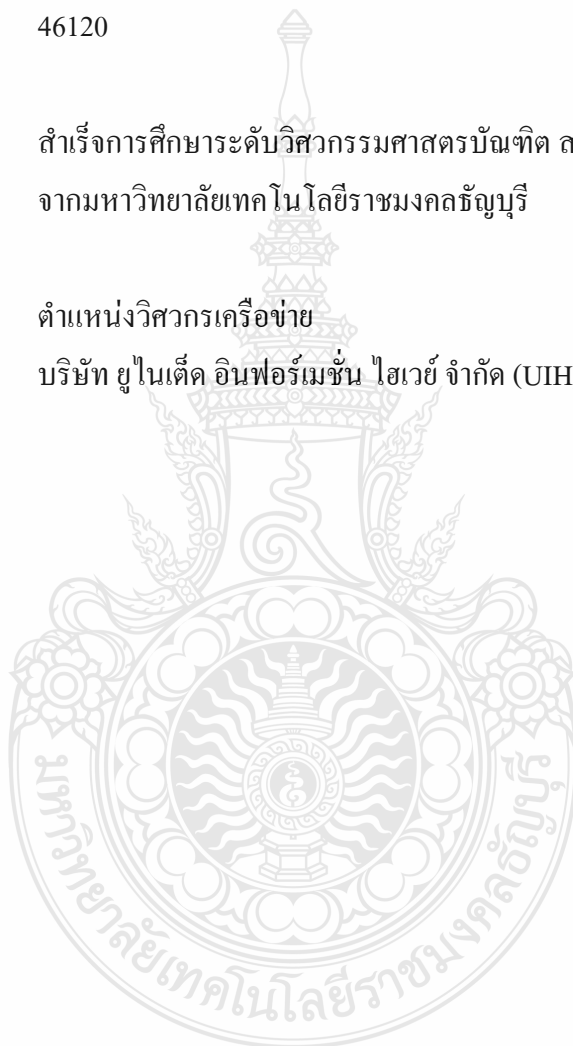 46120
สำเร็จการศึกษาระดับวิศวกรรมศาสตรบัณฑิต ส
จากมหาวิทยาลัยเทคโนโลยีราชมงคลธัญบุรี
ตำแหน่งวิศวกรเครือข่าย
บริษัท ยูไนเต็ด อินฟอร์เมชั่น ไฮเวย์ จำกัด (UIH
มหาวิทยาลัยเทคโนโลยีราชมงคลธัญบุรี